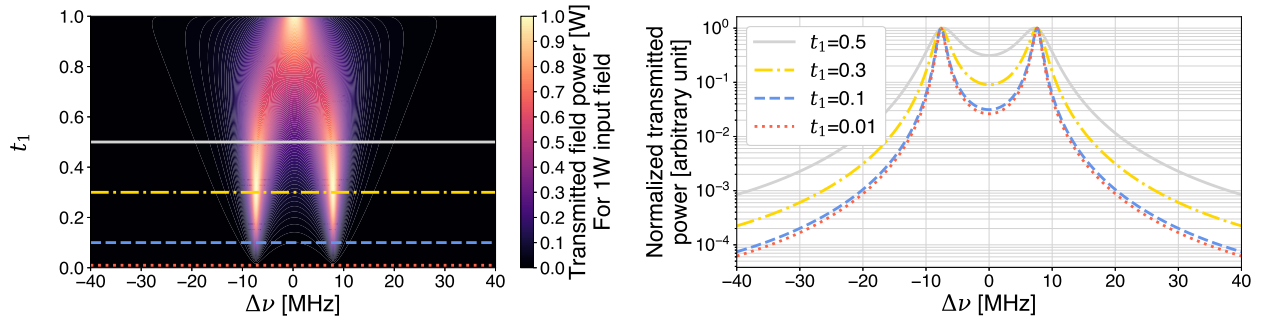 t₁
1.0
0.8
0.6
0.4
0.2
0.0
−40 −30 −20 −10 0 10 20 30 40
Δν [MHz]
1.0
0.9
0.8
0.7
0.6
0.5
0.4
0.3
0.2
0.1
0.0
Transmitted field power [W]
For 1W input field
Normalized transmitted
power [arbitrary unit]
10⁰
10⁻¹
10⁻²
10⁻³
10⁻⁴
t₁=0.5
t₁=0.3
t₁=0.1
t₁=0.01
−40 −30 −20 −10 0 10 20 30 40
Δν [MHz]